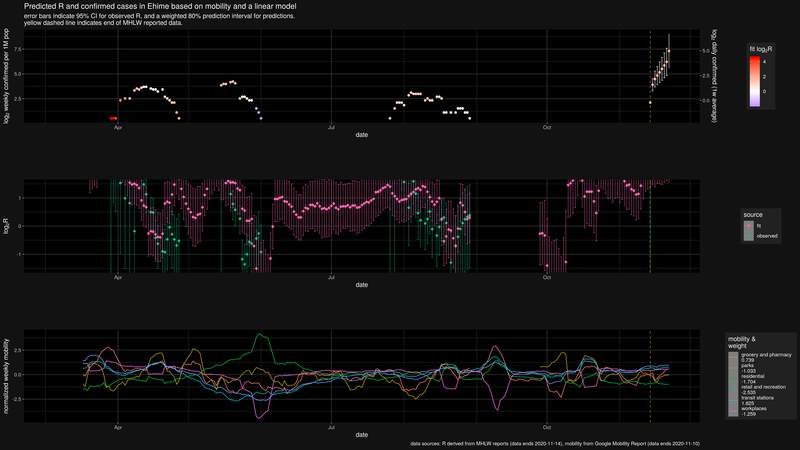 Predicted R and confirmed cases in Ehime based on mobility and a linear model
error bars indicate 95% CI for observed R, and a weighted 80% prediction interval for predictions.
yellow dashed line indicates end of MHLW reported data.
log₂ weekly confirmed per 1M pop
7.5
5.0
2.5
5.0
0.0
log₂ daily confirmed (1w average)
Apr
Jul
Oct
date
fit log₂R
4
2
0
log₂R
1
0
-1
Apr
Jul
Oct
date
source
fit
observed
normalized weekly mobility
2.5
0.0
-2.5
Apr
Jul
Oct
date
mobility &
weight
grocery and pharmacy
0.739
parks
-1.033
residential
-1.704
retail and recreation
-2.535
transit stations
1.825
workplaces
-1.259
data sources: R derived from MHLW reports (data ends 2020-11-14), mobility from Google Mobility Report (data ends 2020-11-10)